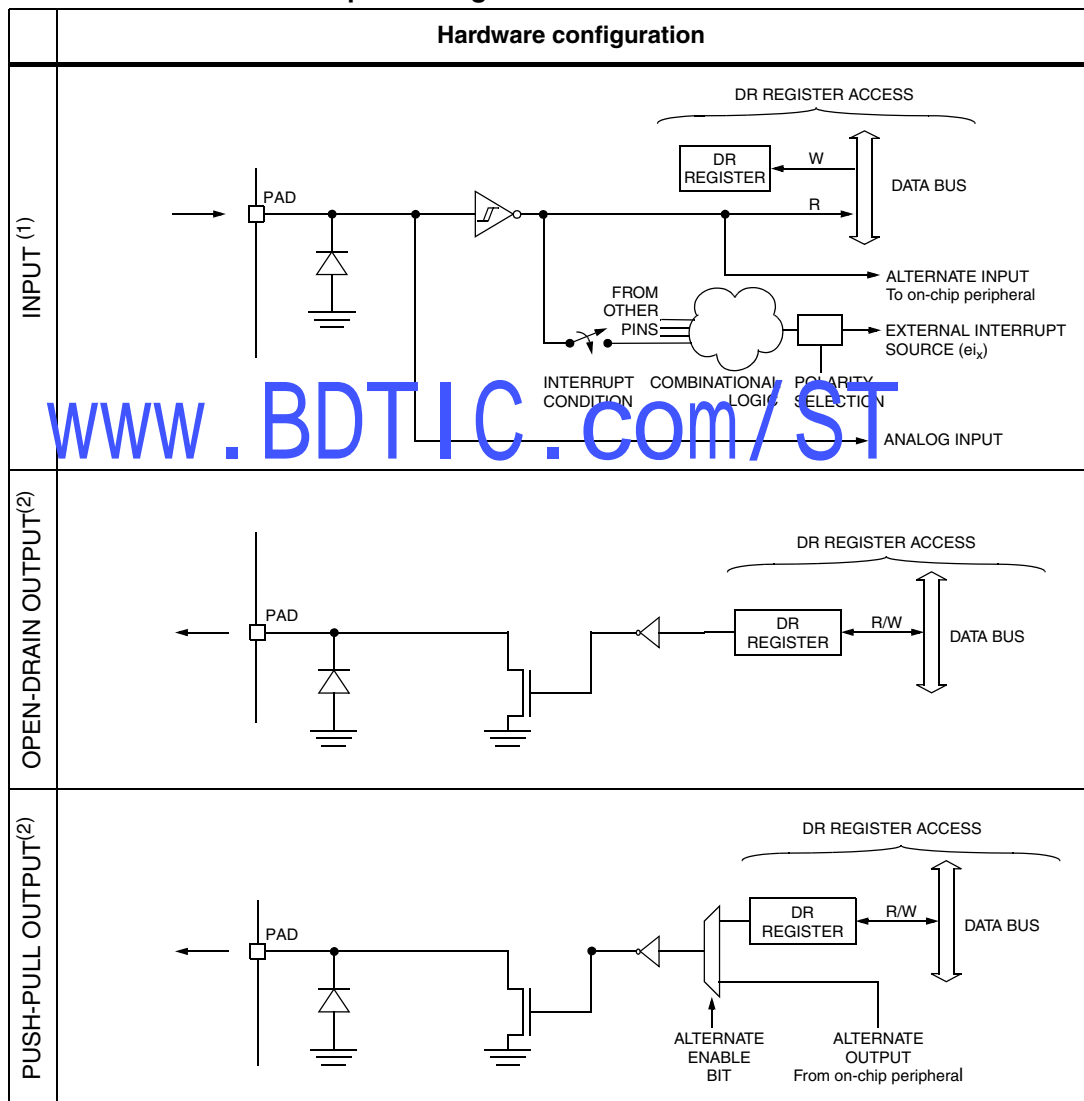 Hardware configuration
INPUT (1)
DR REGISTER ACCESS
DR
REGISTER
W
R
DATA BUS
PAD
ALTERNATE INPUT
To on-chip peripheral
FROM
OTHER
PINS
EXTERNAL INTERRUPT
SOURCE (eix)
INTERRUPT
CONDITION
COMBINATIONAL
LOGIC
POLARITY
SELECTION
ANALOG INPUT
www.BDTIC.com/ST
OPEN-DRAIN OUTPUT(2)
DR REGISTER ACCESS
PAD
DR
REGISTER
R/W
DATA BUS
PUSH-PULL OUTPUT(2)
DR REGISTER ACCESS
PAD
DR
REGISTER
R/W
DATA BUS
ALTERNATE
ENABLE
BIT
ALTERNATE
OUTPUT
From on-chip peripheral